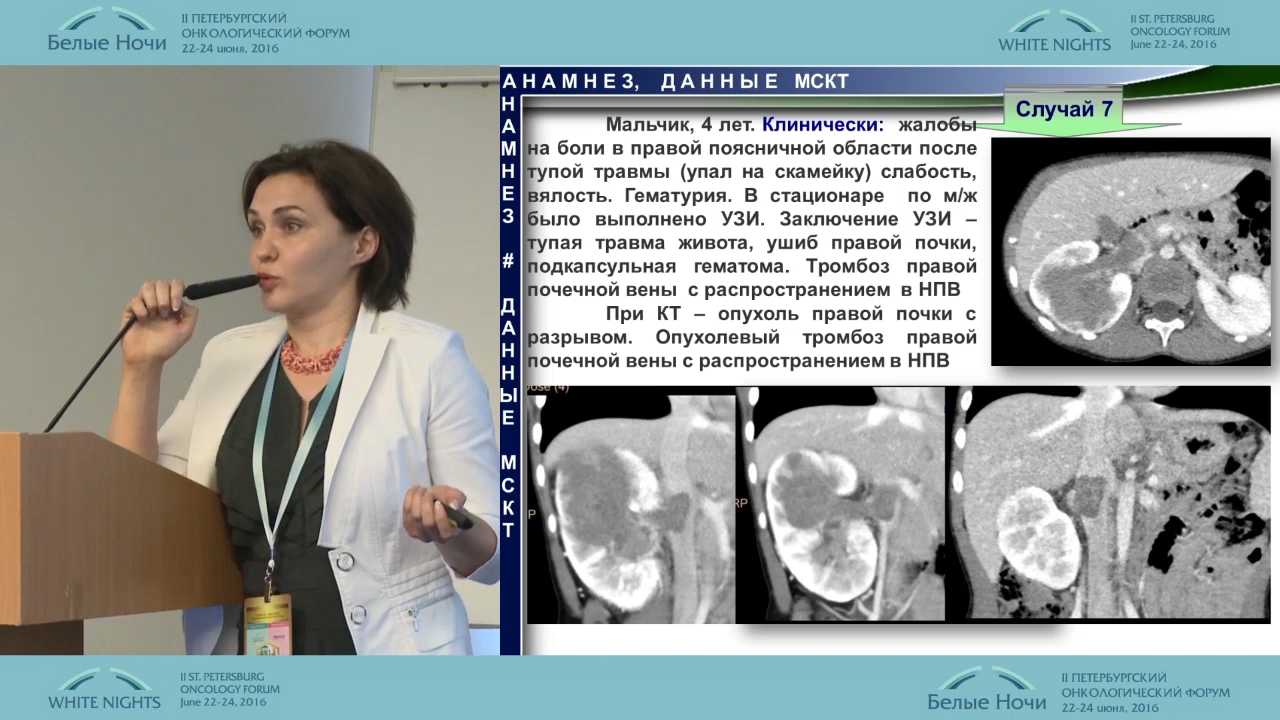 Белые Ночи
II ПЕТЕРБУРГСКИЙ
ОНКОЛОГИЧЕСКИЙ ФОРУМ
22-24 июня, 2016
WHITE NIGHTS
II ST. PETERSBURG
ONCOLOGY FORUM
June 22-24, 2016
АНАМНЕЗ, ДАННЫЕ МСКТ
АНАМНЕЗ # ДАННЫЕ МСКТ
Случай 7
Мальчик, 4 лет. Клинически: жалобы
на боли в правой поясничной области после
тупой травмы (упал на скамейку) слабость,
вялость. Гематурия. В стационаре по м/ж
было выполнено УЗИ. Заключение УЗИ –
тупая травма живота, ушиб правой почки,
подкапсульная гематома. Тромбоз правой
почечной вены с распространением в НПВ
При КТ – опухоль правой почки с
разрывом. Опухолевый тромбоз правой
почечной вены с распространением в НПВ
WHITE NIGHTS
II ST. PETERSBURG
ONCOLOGY FORUM
June 22-24, 2016
Белые Ночи
II ПЕТЕРБУРГСКИЙ
ОНКОЛОГИЧЕСКИЙ ФОРУМ
22-24 июня, 2016